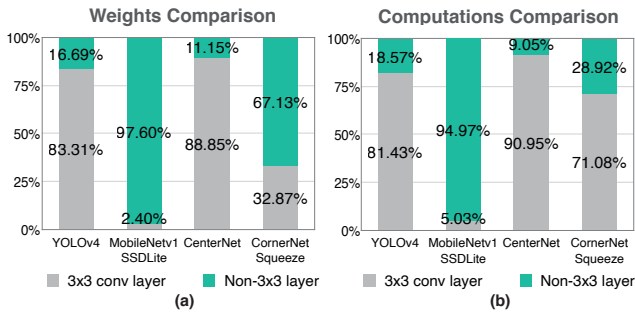 Weights Comparison
100%
75%
50%
25%
0%
16.69%
83.31%
97.60%
2.40%
11.15%
88.85%
67.13%
32.87%
YOLOv4
MobileNetv1
SSDLite
CenterNet
CornerNet
Squeeze
3x3 conv layer
Non-3x3 layer
(a)
Computations Comparison
100%
75%
50%
25%
0%
18.57%
81.43%
94.97%
5.03%
9.05%
90.95%
28.92%
71.08%
YOLOv4
MobileNetv1
SSDLite
CenterNet
CornerNet
Squeeze
3x3 conv layer
Non-3x3 layer
(b)